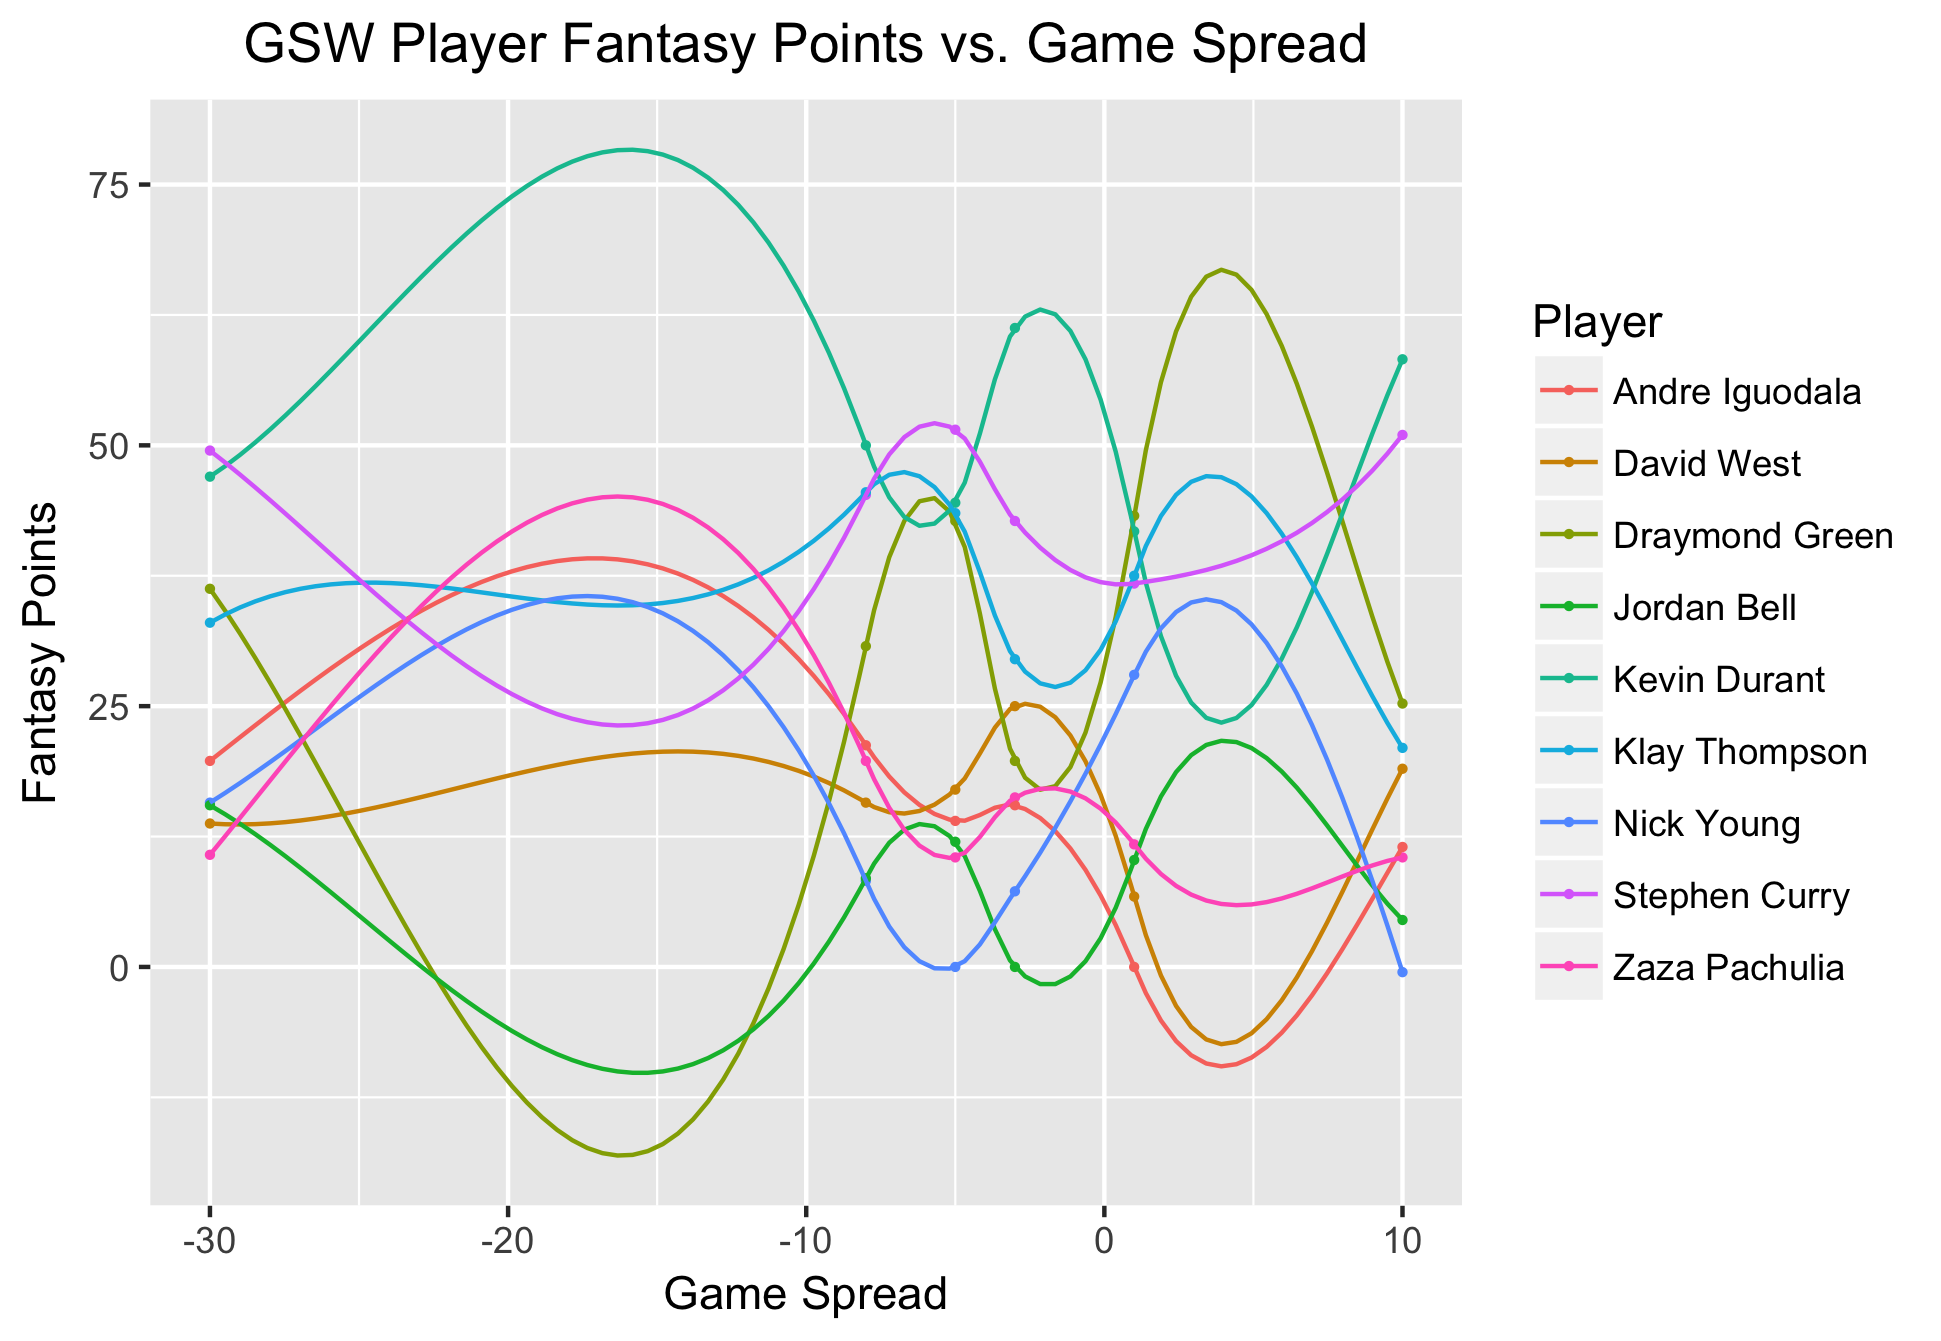 GSW Player Fantasy Points vs. Game Spread
75
50
25
0
Fantasy Points
-30 -20 -10 0 10
Game Spread
Player
Andre Iguodala
David West
Draymond Green
Jordan Bell
Kevin Durant
Klay Thompson
Nick Young
Stephen Curry
Zaza Pachulia